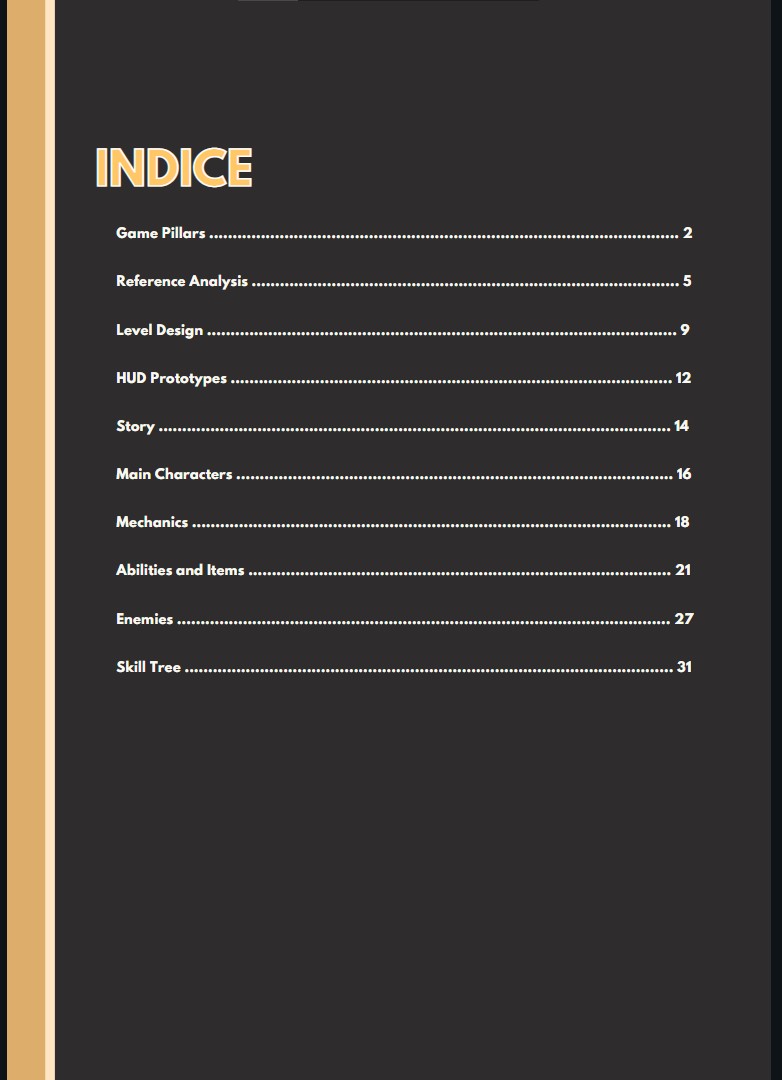 INDICE
Game Pillars .................................................................................................... 2
Reference Analysis ........................................................................................... 5
Level Design .................................................................................................... 9
HUD Prototypes .............................................................................................. 12
Story ............................................................................................................. 14
Main Characters ............................................................................................. 16
Mechanics ...................................................................................................... 18
Abilities and Items .......................................................................................... 21
Enemies ......................................................................................................... 27
Skill Tree ........................................................................................................ 31